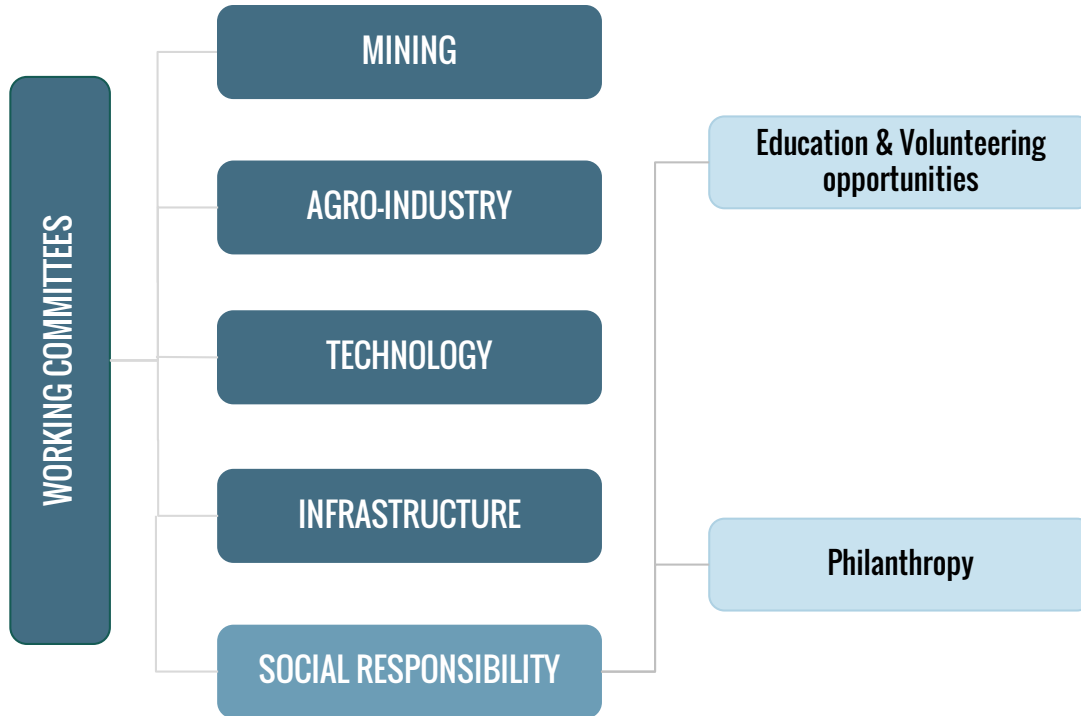 WORKING COMMITTEES
MINING
AGRO-INDUSTRY
TECHNOLOGY
INFRASTRUCTURE
SOCIAL RESPONSIBILITY
Education & Volunteering
opportunities
Philanthropy